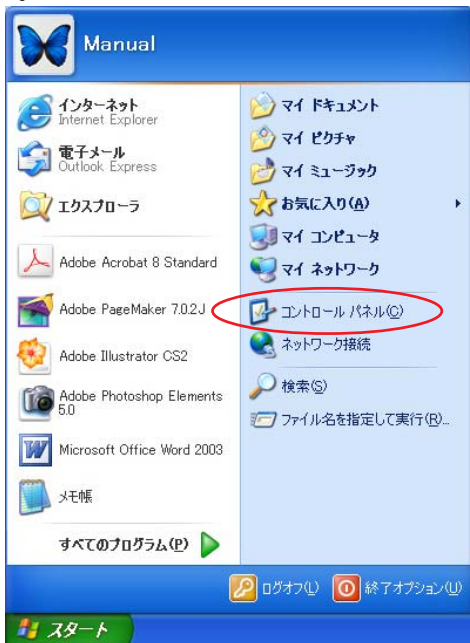 Manual
インターネット
Internet Explorer
電子メール
Outlook Express
エクスプローラ
Adobe Acrobat 8 Standard
Adobe PageMaker 7.0.2J
Adobe Illustrator CS2
Adobe Photoshop Elements
5.0
Microsoft Office Word 2003
メモ帳
すべてのプログラム(P)
マイ ドキュメント
マイ ピクチャ
マイ ミュージック
お気に入り(A)
マイ コンピュータ
マイ ネットワーク
コントロール パネル(C)
ネットワーク接続
検索(S)
ファイル名を指定して実行(R)...
ログオフ(L)
終了オプション(U)
スタート